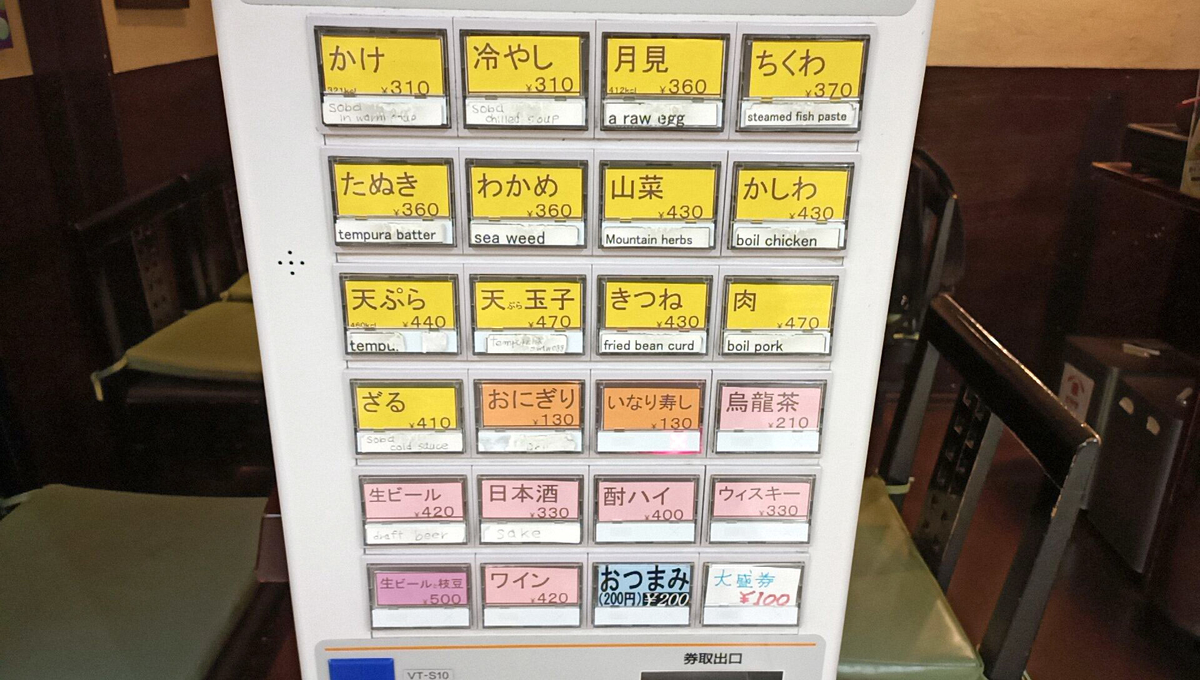 かけ
¥310
soba
in warm soup
冷やし
¥310
soba
chilled soup
月見
412kcal ¥360
a raw egg
ちくわ
¥370
steamed fish paste
たぬき
¥360
tempura batter
わかめ
¥360
sea weed
山菜
¥430
Mountain herbs
かしわ
¥430
boil chicken
天ぷら
¥440
tempu.
天ぷら玉子
¥470
きつね
¥430
fried bean curd
肉
¥470
boil pork
ざる
¥410
soba
cold sauce
おにぎり
¥130
いなり寿し
¥130
烏龍茶
¥210
生ビール
¥420
draft beer
日本酒
¥330
sake
酎ハイ
¥400
ウィスキー
¥330
生ビール+枝豆
¥500
ワイン
¥420
おつまみ
(200円)¥200
大盛券
¥100
VT-S10
券取出口